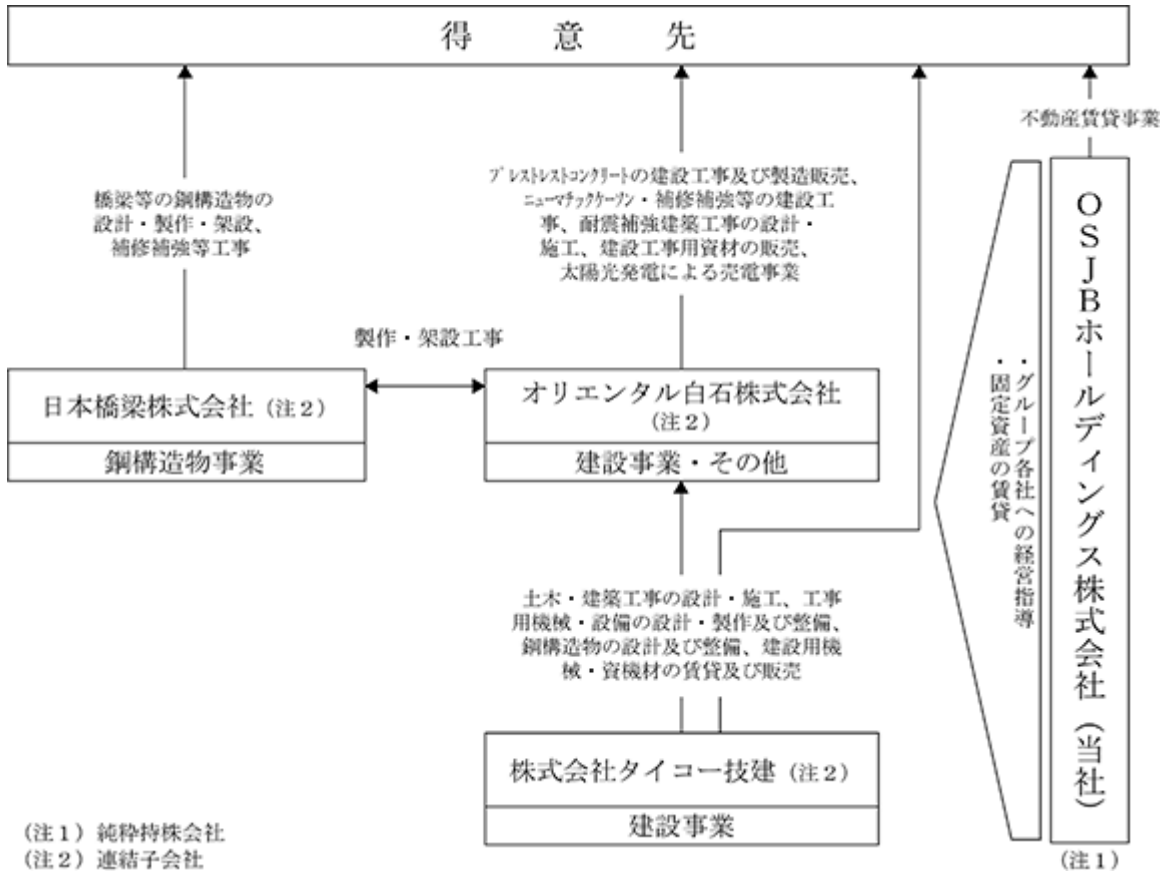 得意先
不動産賃貸事業
橋梁等の鋼構造物の
設計・製作・架設、
補修補強等工事
プレストレストコンクリートの建設工事及び製造販売、
ニューマチックケーソン・補修補強等の建設工
事、耐震補強建築工事の設計・
施工、建設工事用資材の販売、
太陽光発電による売電事業
製作・架設工事
日本橋梁株式会社(注2)
鋼構造物事業
オリエンタル白石株式会社
(注2)
建設事業・その他
・グループ各社への経営指導
・固定資産の賃貸
OSJBホールディングス株式会社(当社)
(注1)
土木・建築工事の設計・施工、工事
用機械・設備の設計・製作及び整備、
鋼構造物の設計及び整備、建設用機
械・資機材の賃貸及び販売
株式会社タイコー技建(注2)
建設事業
(注1)純粋持株会社
(注2)連結子会社